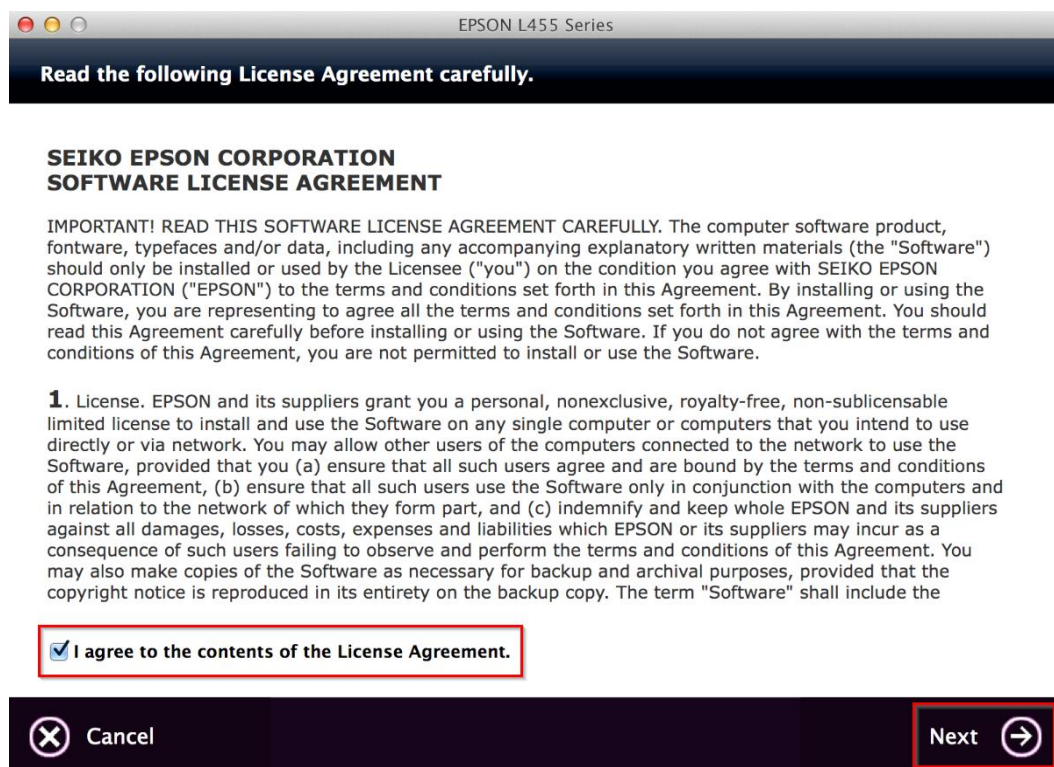 EPSON L455 Series
Read the following License Agreement carefully.
SEIKO EPSON CORPORATION
SOFTWARE LICENSE AGREEMENT
IMPORTANT! READ THIS SOFTWARE LICENSE AGREEMENT CAREFULLY. The computer software product,
fontware, typefaces and/or data, including any accompanying explanatory written materials (the "Software")
should only be installed or used by the Licensee ("you") on the condition you agree with SEIKO EPSON
CORPORATION ("EPSON") to the terms and conditions set forth in this Agreement. By installing or using the
Software, you are representing to agree all the terms and conditions set forth in this Agreement. You should
read this Agreement carefully before installing or using the Software. If you do not agree with the terms and
conditions of this Agreement, you are not permitted to install or use the Software.
1. License. EPSON and its suppliers grant you a personal, nonexclusive, royalty-free, non-sublicensable
limited license to install and use the Software on any single computer or computers that you intend to use
directly or via network. You may allow other users of the computers connected to the network to use the
Software, provided that you (a) ensure that all such users agree and are bound by the terms and conditions
of this Agreement, (b) ensure that all such users use the Software only in conjunction with the computers and
in relation to the network of which they form part, and (c) indemnify and keep whole EPSON and its suppliers
against all damages, losses, costs, expenses and liabilities which EPSON or its suppliers may incur as a
consequence of such users failing to observe and perform the terms and conditions of this Agreement. You
may also make copies of the Software as necessary for backup and archival purposes, provided that the
copyright notice is reproduced in its entirety on the backup copy. The term "Software" shall include the
I agree to the contents of the License Agreement.
Cancel
Next